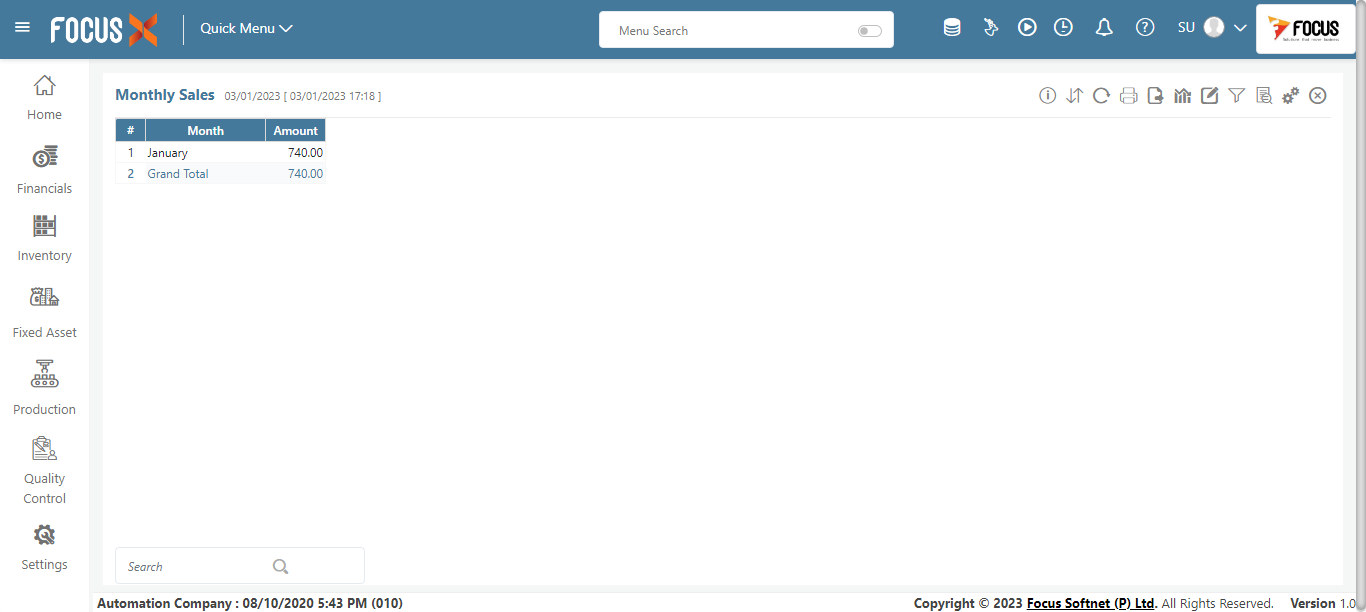 FOCUS X
Quick Menu
Menu Search
SU
FOCUS
Home
Financials
Inventory
Fixed Asset
Production
Quality
Control
Settings
Monthly Sales 03/01/2023 [ 03/01/2023 17:18 ]
# Month Amount
1 January 740.00
2 Grand Total 740.00
Search
Automation Company : 08/10/2020 5:43 PM (010)
Copyright © 2023 Focus Softnet (P) Ltd. All Rights Reserved. Version 1.0